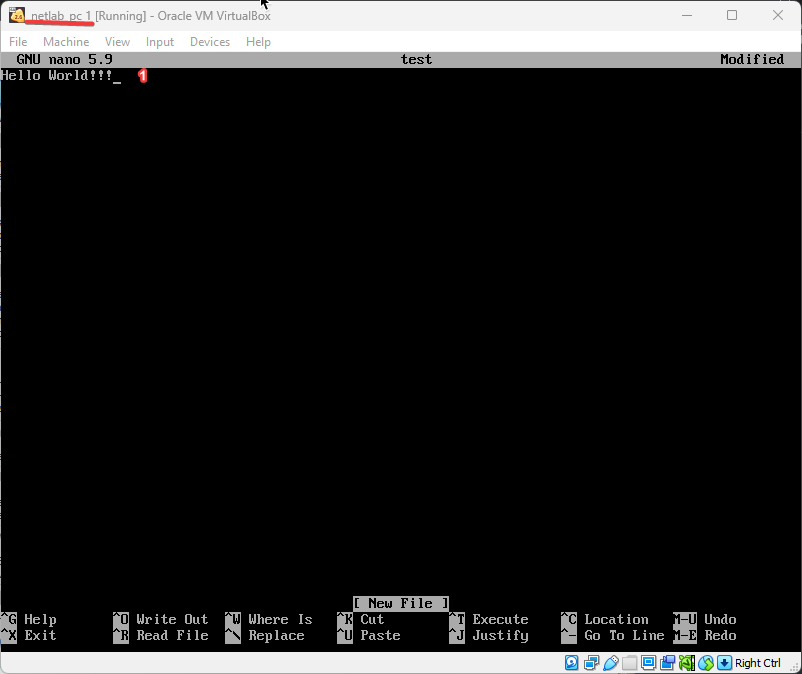 netlab_pc 1 [Running] - Oracle VM VirtualBox
File Machine View Input Devices Help
GNU nano 5.9 test Modified
Hello World!!!_ 1
[ New File ]
^G Help ^O Write Out ^W Where Is ^K Cut ^T Execute ^C Location M-U Undo
^X Exit ^R Read File ^\ Replace ^U Paste ^J Justify ^_ Go To Line M-E Redo
Right Ctrl